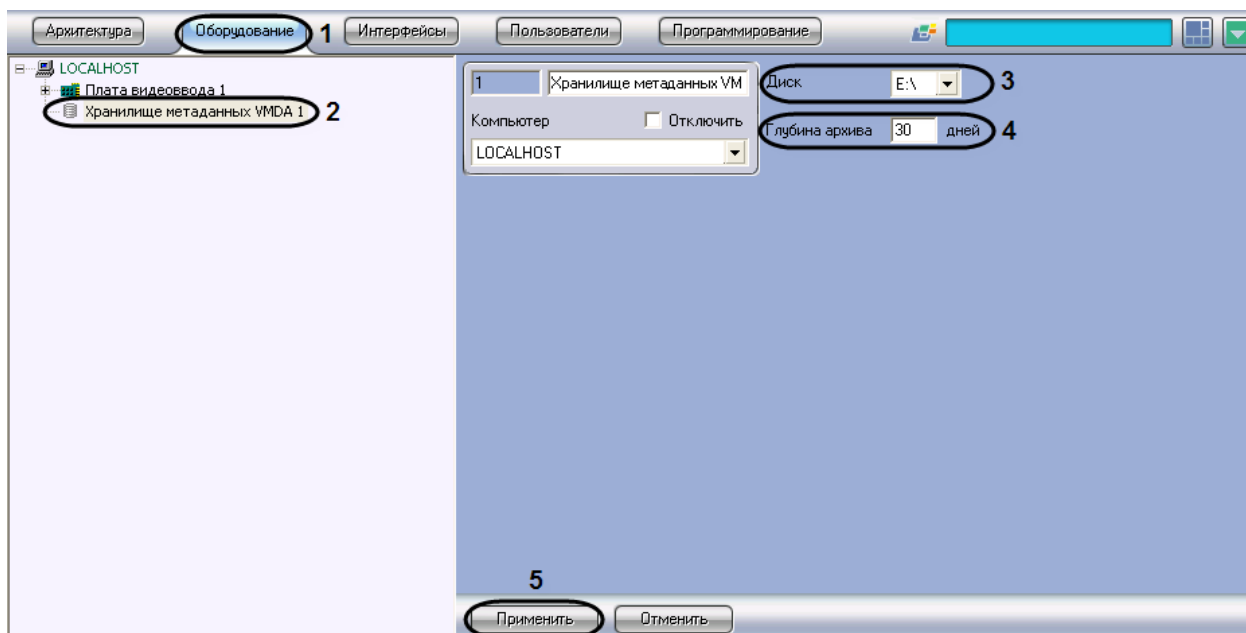 Архитектура Оборудование 1 Интерфейсы Пользователи Программирование
LOCALHOST
Плата видеоввода 1
Хранилище метаданных VMDA 1 2
1 Хранилище метаданных VM
Компьютер Отключить
LOCALHOST
Диск E:\ 3
Глубина архива 30 дней 4
5
Применить Отменить